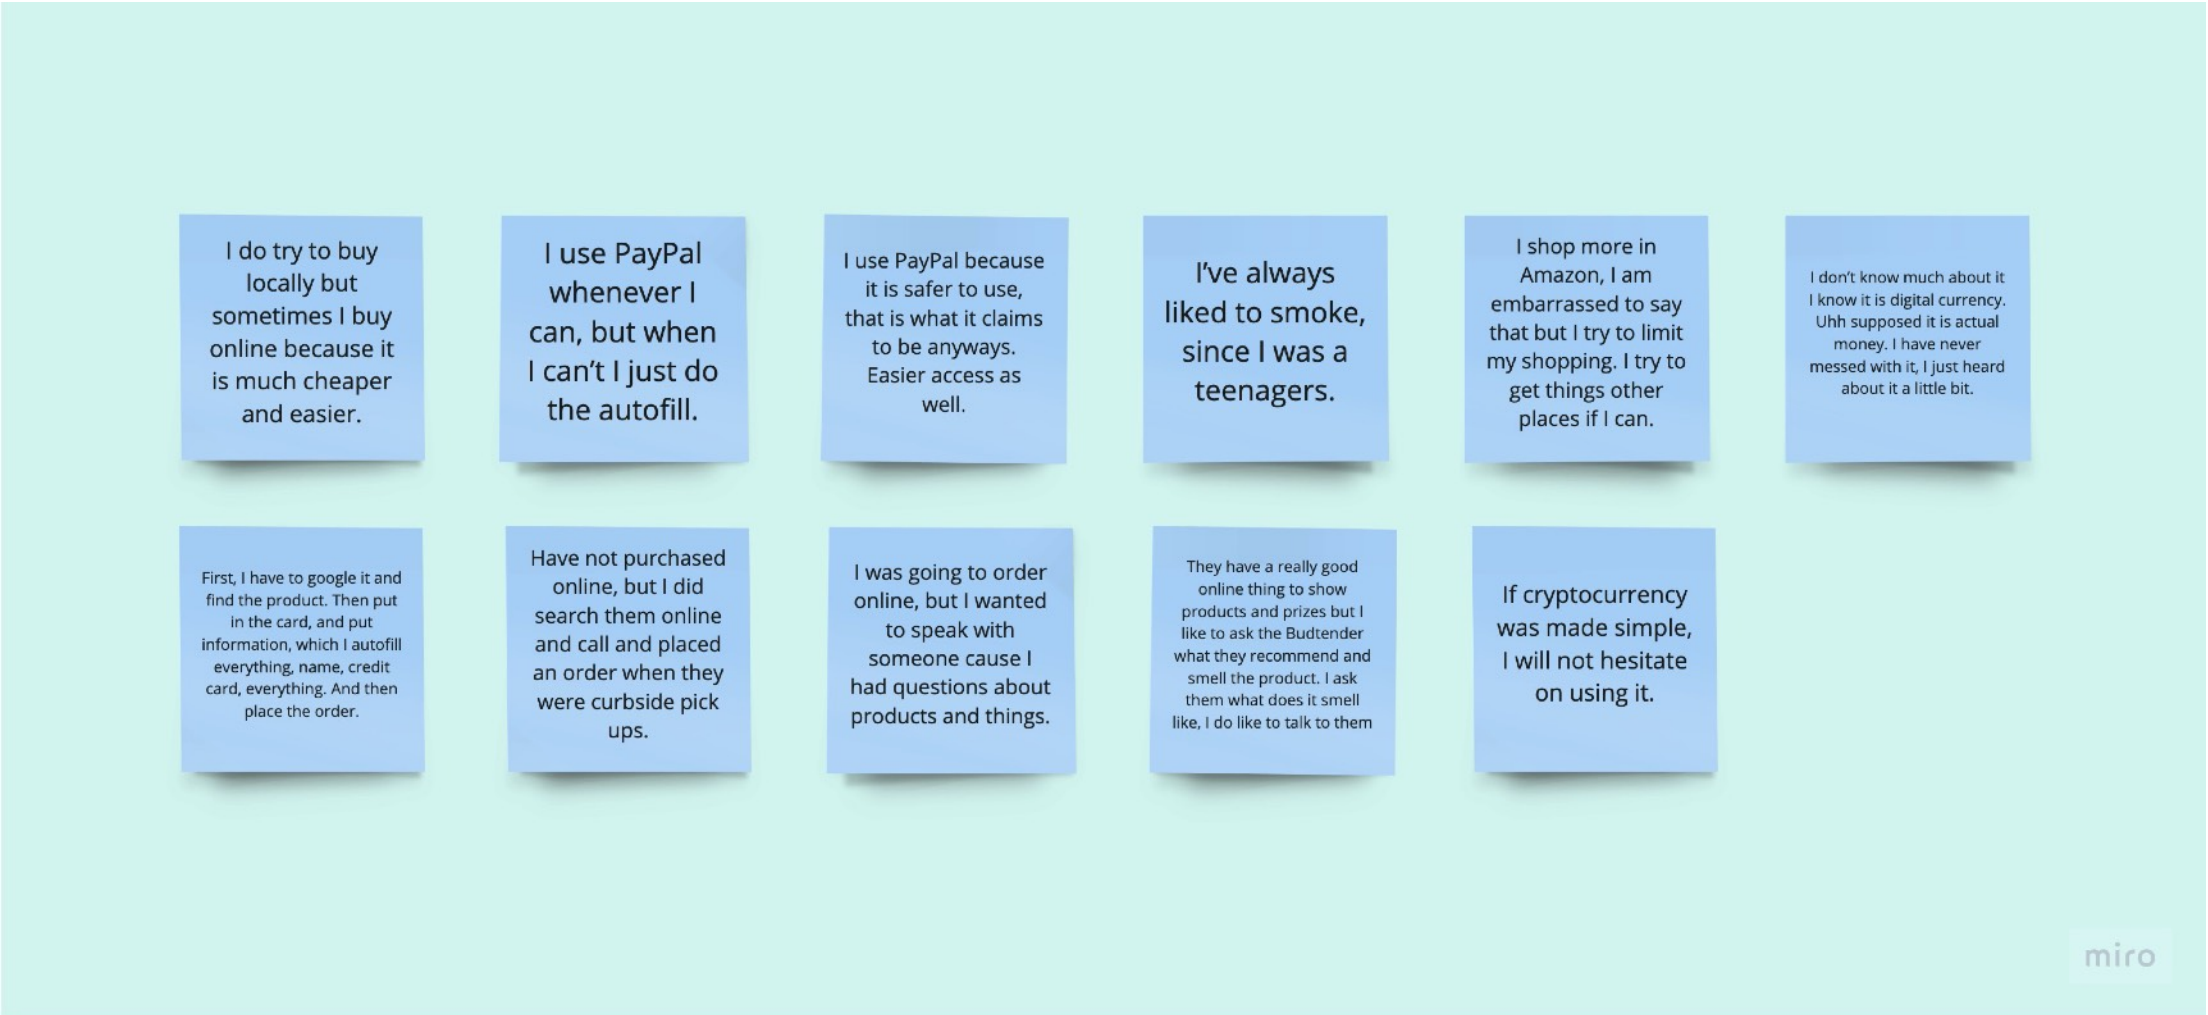 I do try to buy
locally but
sometimes I buy
online because it
is much cheaper
and easier.
I use PayPal
whenever I
can, but when
I can’t I just do
the autofill.
I use PayPal because
it is safer to use,
that is what it claims
to be anyways.
Easier access as
well.
I’ve always
liked to smoke,
since I was a
teenagers.
I shop more in
Amazon, I am
embarrassed to say
that but I try to limit
my shopping. I try to
get things other
places if I can.
I don’t know much about it
I know it is digital currency.
Uhh supposed it is actual
money. I have never
messed with it, I just heard
about it a little bit.
First, I have to google it and
find the product. Then put
in the card, and put
information, which I autofill
everything, name, credit
card, everything. And then
place the order.
Have not purchased
online, but I did
search them online
and call and placed
an order when they
were curbside pick
ups.
I was going to order
online, but I wanted
to speak with
someone cause I
had questions about
products and things.
They have a really good
online thing to show
products and prizes but I
like to ask the Budtender
what they recommend and
smell the product. I ask
them what does it smell
like, I do like to talk to them
If cryptocurrency
was made simple,
I will not hesitate
on using it.
miro